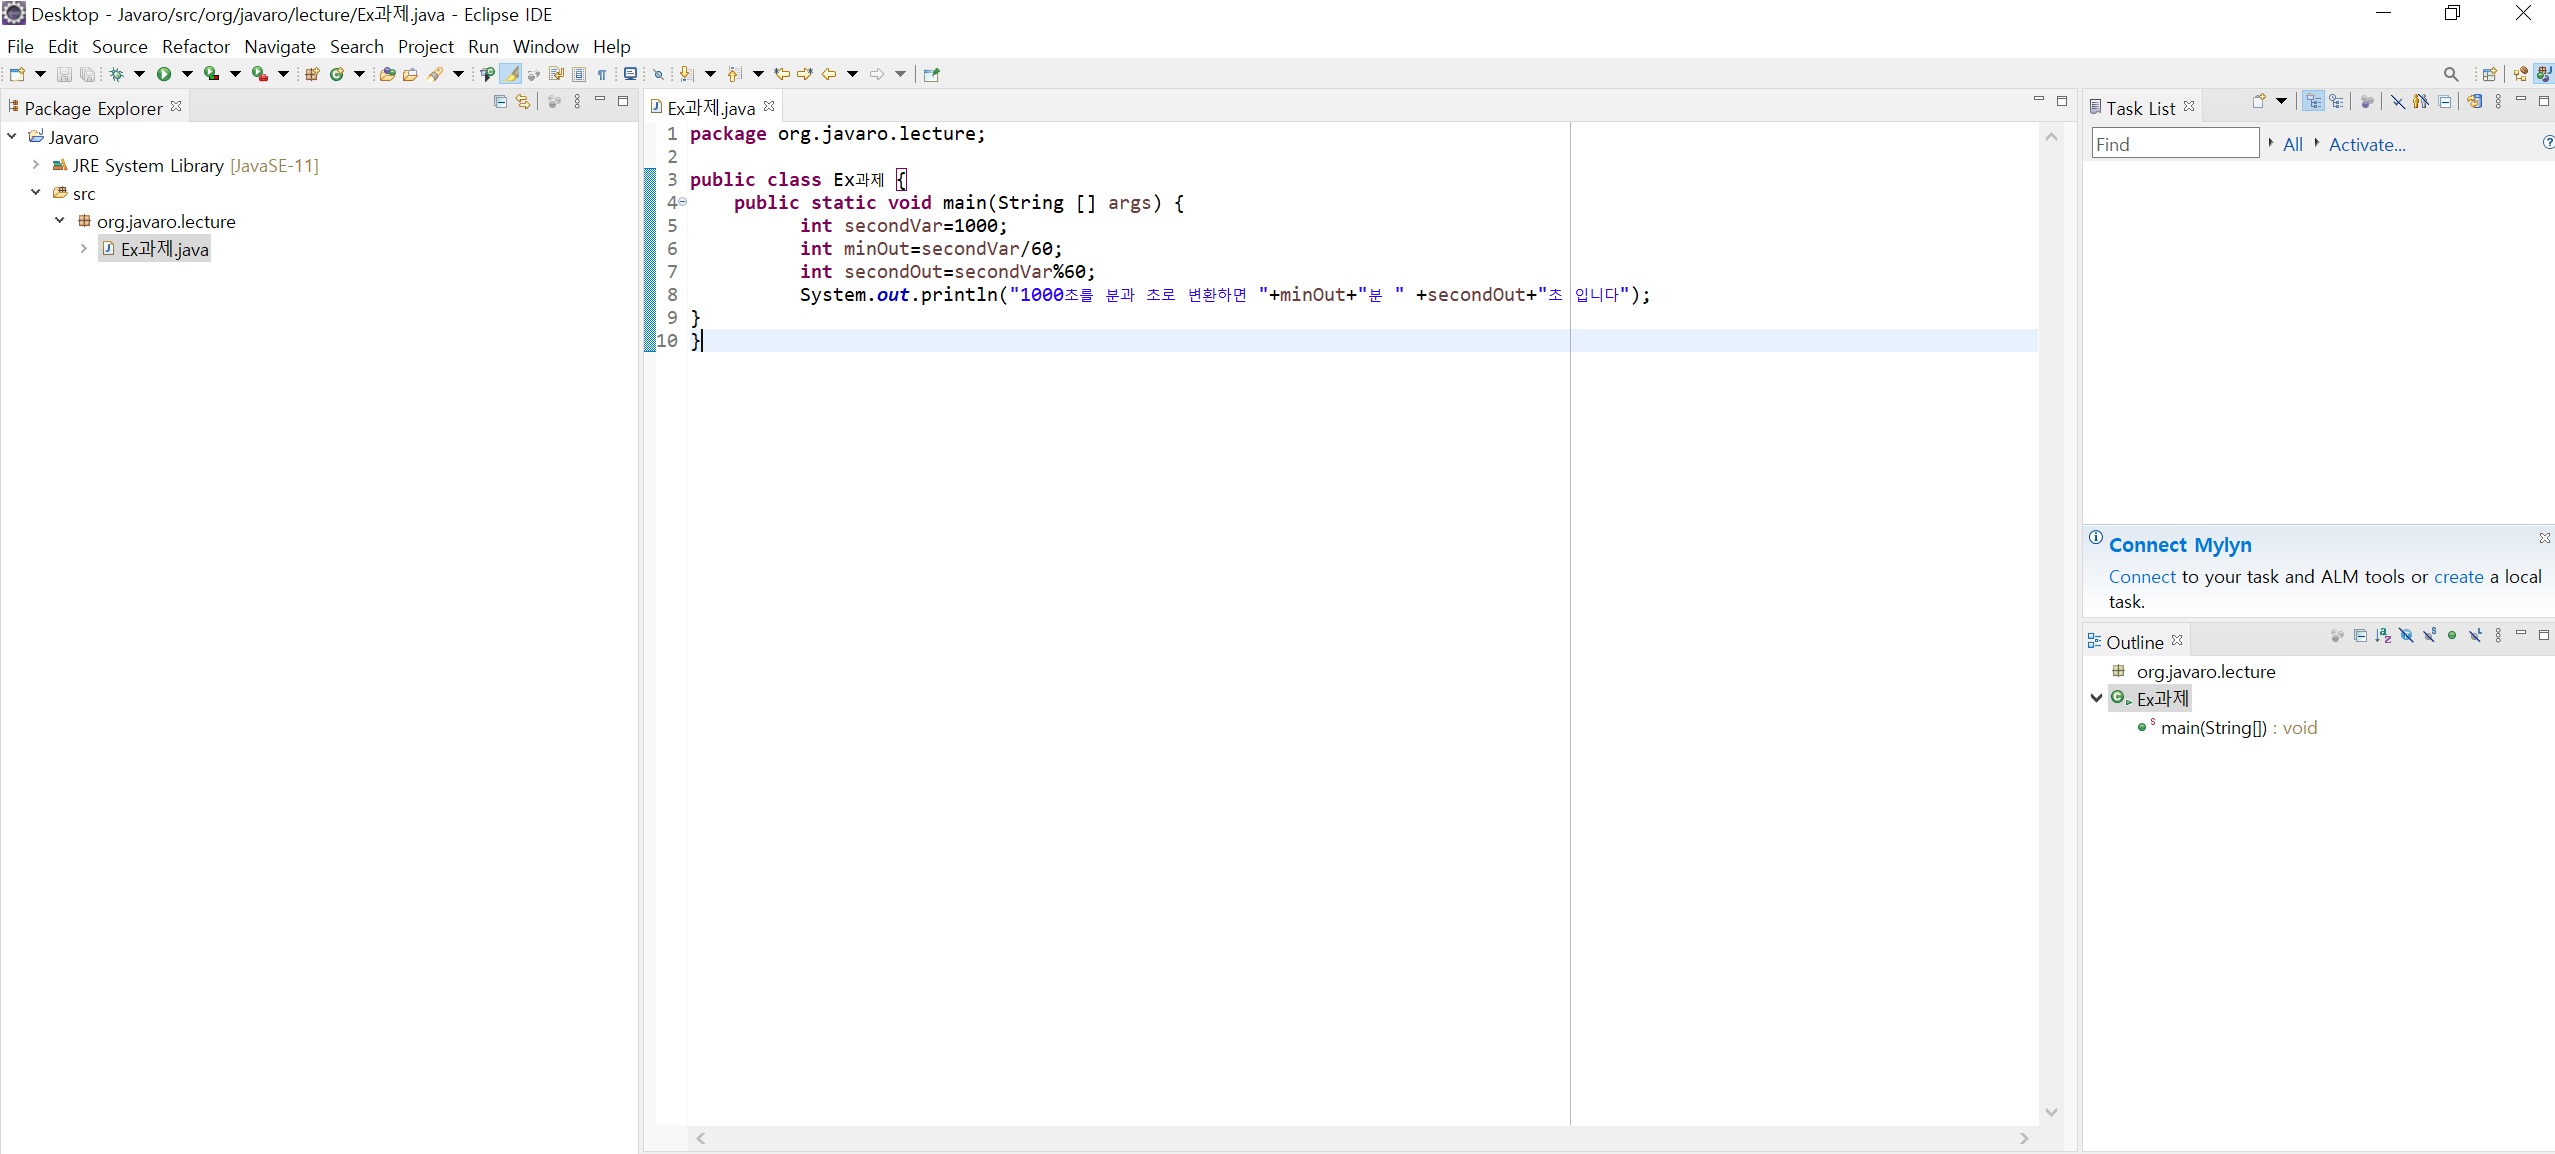 Desktop - Javaro/src/org/javaro/lecture/Ex과제.java - Eclipse IDE
File Edit Source Refactor Navigate Search Project Run Window Help
Package Explorer
Javaro
JRE System Library [JavaSE-11]
src
org.javaro.lecture
Ex과제.java
Ex과제.java
1 package org.javaro.lecture;
2
3 public class Ex과제 {
4 public static void main(String [] args) {
5 int secondVar=1000;
6 int minOut=secondVar/60;
7 int secondOut=secondVar%60;
8 System.out.println("1000초를 분과 초로 변환하면 "+minOut+"분 " +secondOut+"초 입니다");
9 }
10 }
Task List
Find All Activate...
Connect Mylyn
Connect to your task and ALM tools or create a local
task.
Outline
org.javaro.lecture
Ex과제
main(String[]) : void